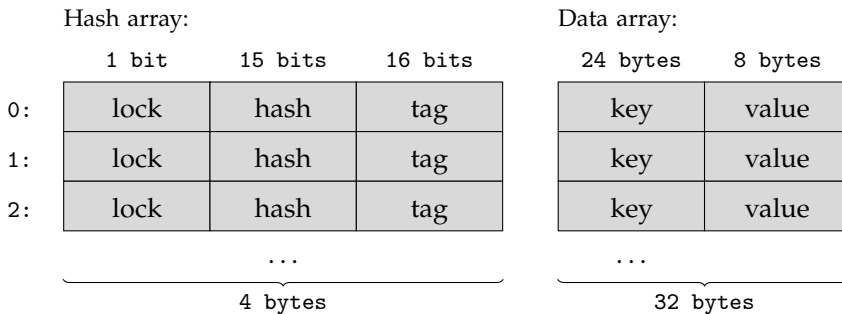 Hash array: Data array:
1 bit 15 bits 16 bits 24 bytes 8 bytes
0: lock hash tag key value
1: lock hash tag key value
2: lock hash tag key value
... ...
4 bytes 32 bytes